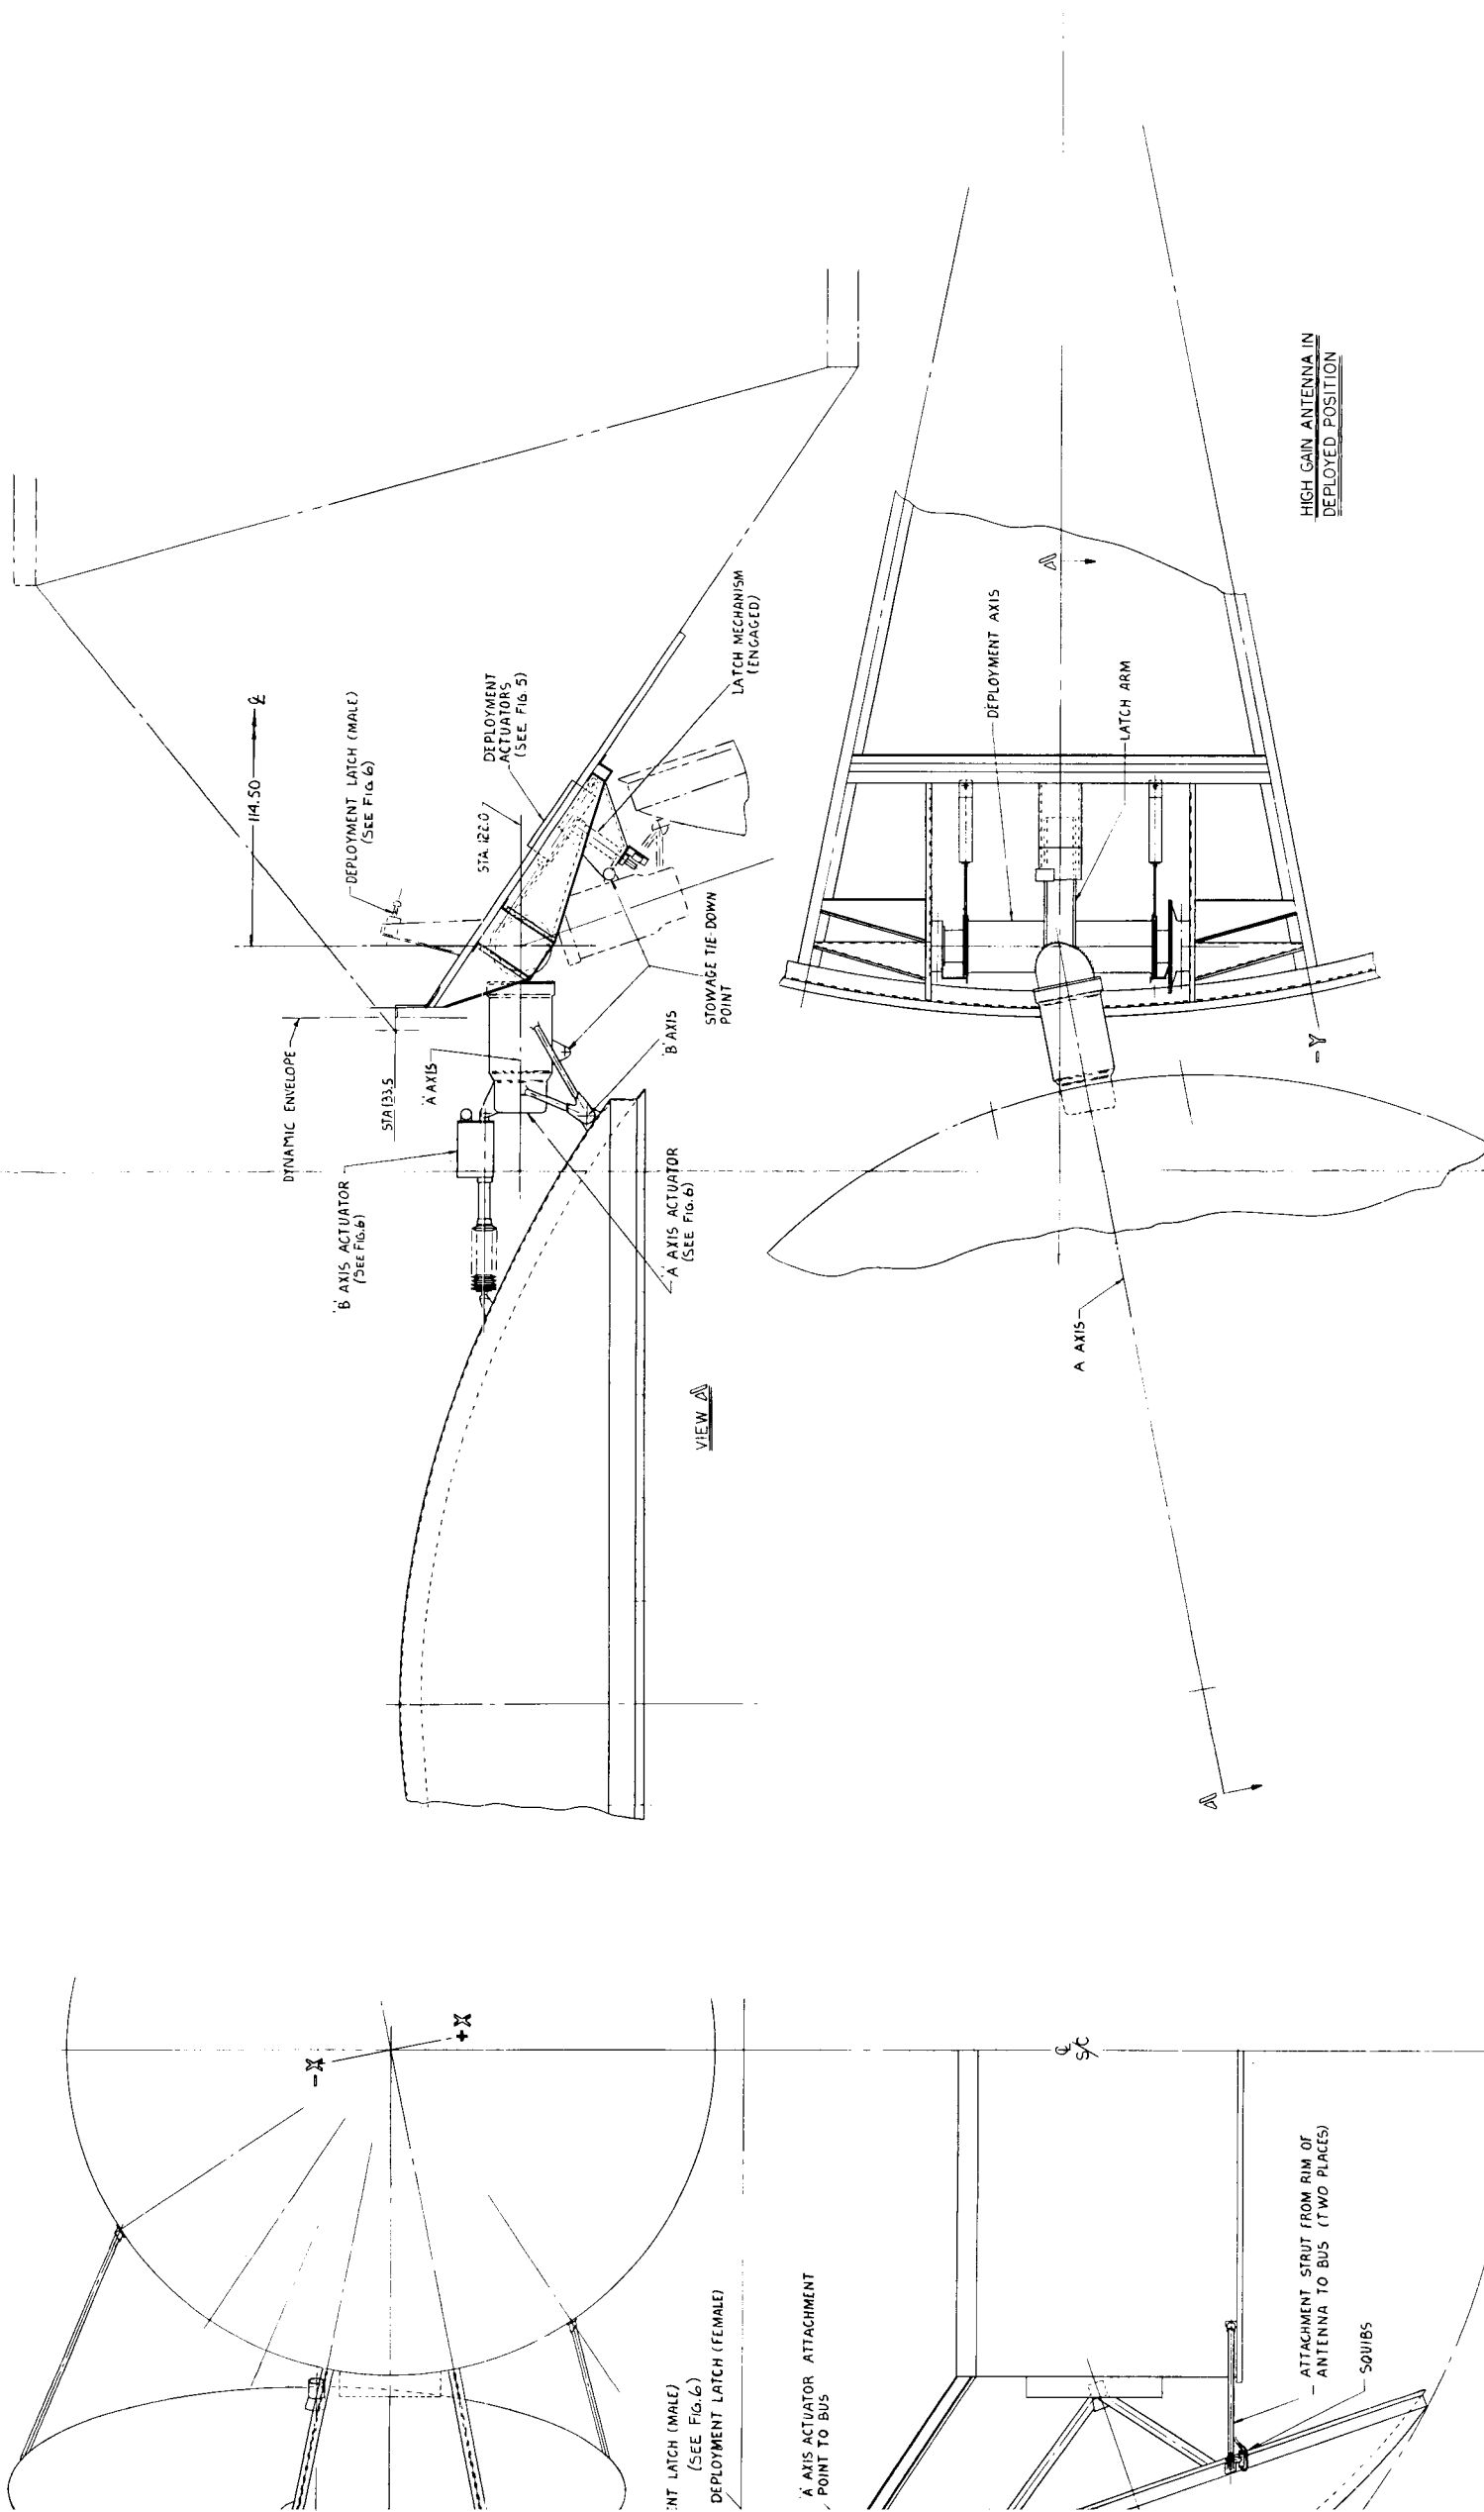 114.50
℄
DEPLOYMENT LATCH (MALE)
(SEE FIG.6)
DYNAMIC ENVELOPE
STA 133.5
'A' AXIS
'B' AXIS ACTUATOR
(SEE FIG.6)
STA. 122.0
DEPLOYMENT
ACTUATORS
(SEE FIG. 5)
LATCH MECHANISM
(ENGAGED)
STOWAGE TIE-DOWN
POINT
'B' AXIS
'A' AXIS ACTUATOR
(SEE FIG.6)
VIEW A
A
DEPLOYMENT AXIS
LATCH ARM
-Y
A AXIS
A
HIGH GAIN ANTENNA IN
DEPLOYED POSITION
-X
+X
ENT LATCH (MALE)
(SEE FIG.6)
DEPLOYMENT LATCH (FEMALE)
'A' AXIS ACTUATOR ATTACHMENT
POINT TO BUS
℄
S/C
ATTACHMENT STRUT FROM RIM OF
ANTENNA TO BUS (TWO PLACES)
SQUIBS